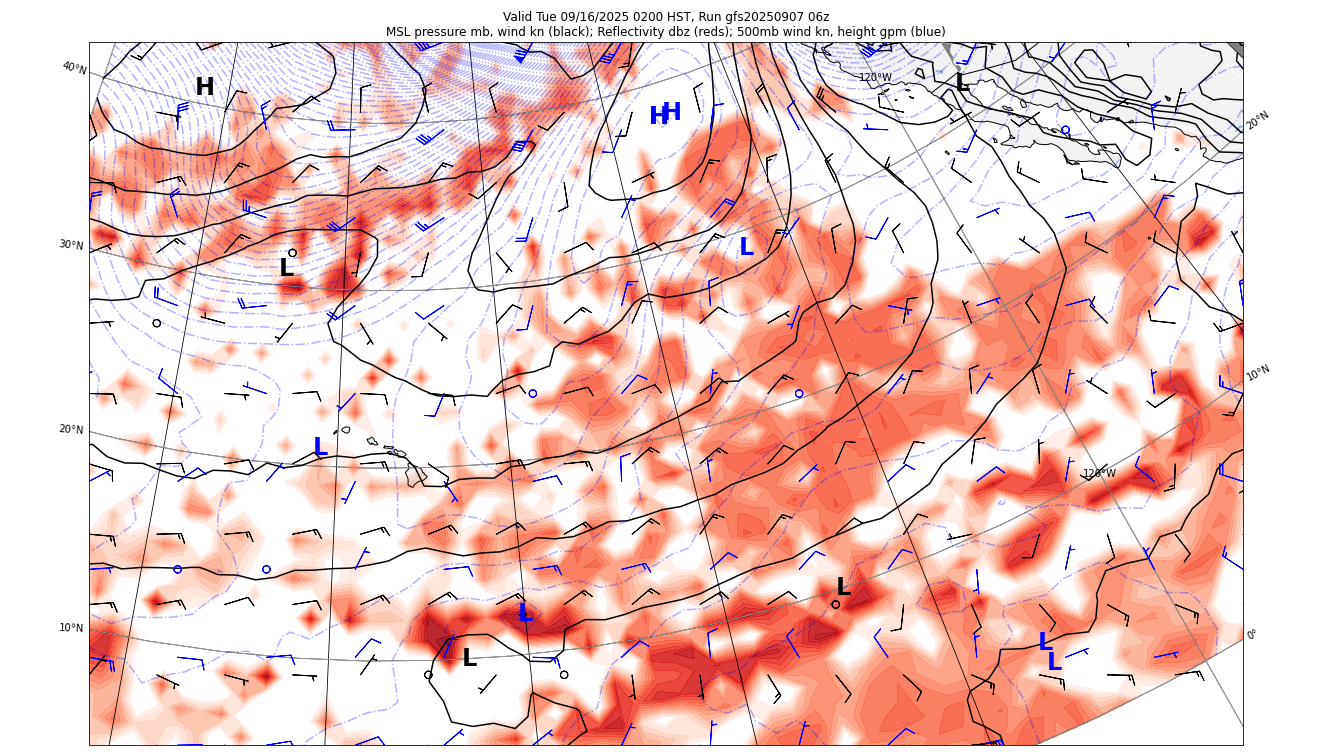 Valid Tue 09/16/2025 0200 HST, Run gfs20250907 06z
MSL pressure mb, wind kn (black); Reflectivity dbz (reds); 500mb wind kn, height gpm (blue)
40°N
H
120°W
L
H
H
20°N
30°N
L
L
10°N
20°N
L
120°W
L
10°N
L
L
0°
L
L